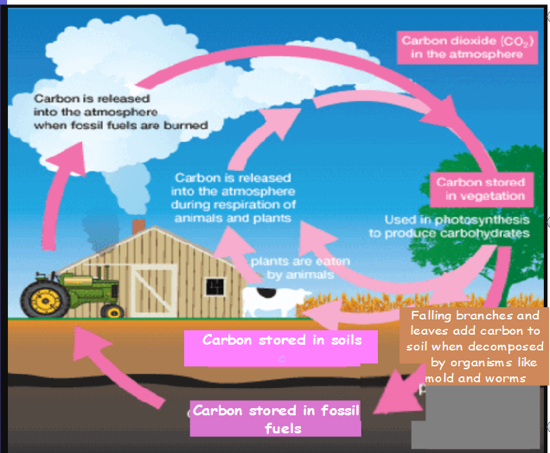 Carbon dioxide (CO₂)
in the atmosphere
Carbon is released
into the atmosphere
when fossil fuels are burned
Carbon is released
into the atmosphere
during respiration of
animals and plants
Carbon stored
in vegetation
Used in photosynthesis
to produce carbohydrates
plants are eaten
by animals
Falling branches and
leaves add carbon to
soil when decomposed
by organisms like
mold and worms
Carbon stored in soils
Carbon stored in fossil
fuels